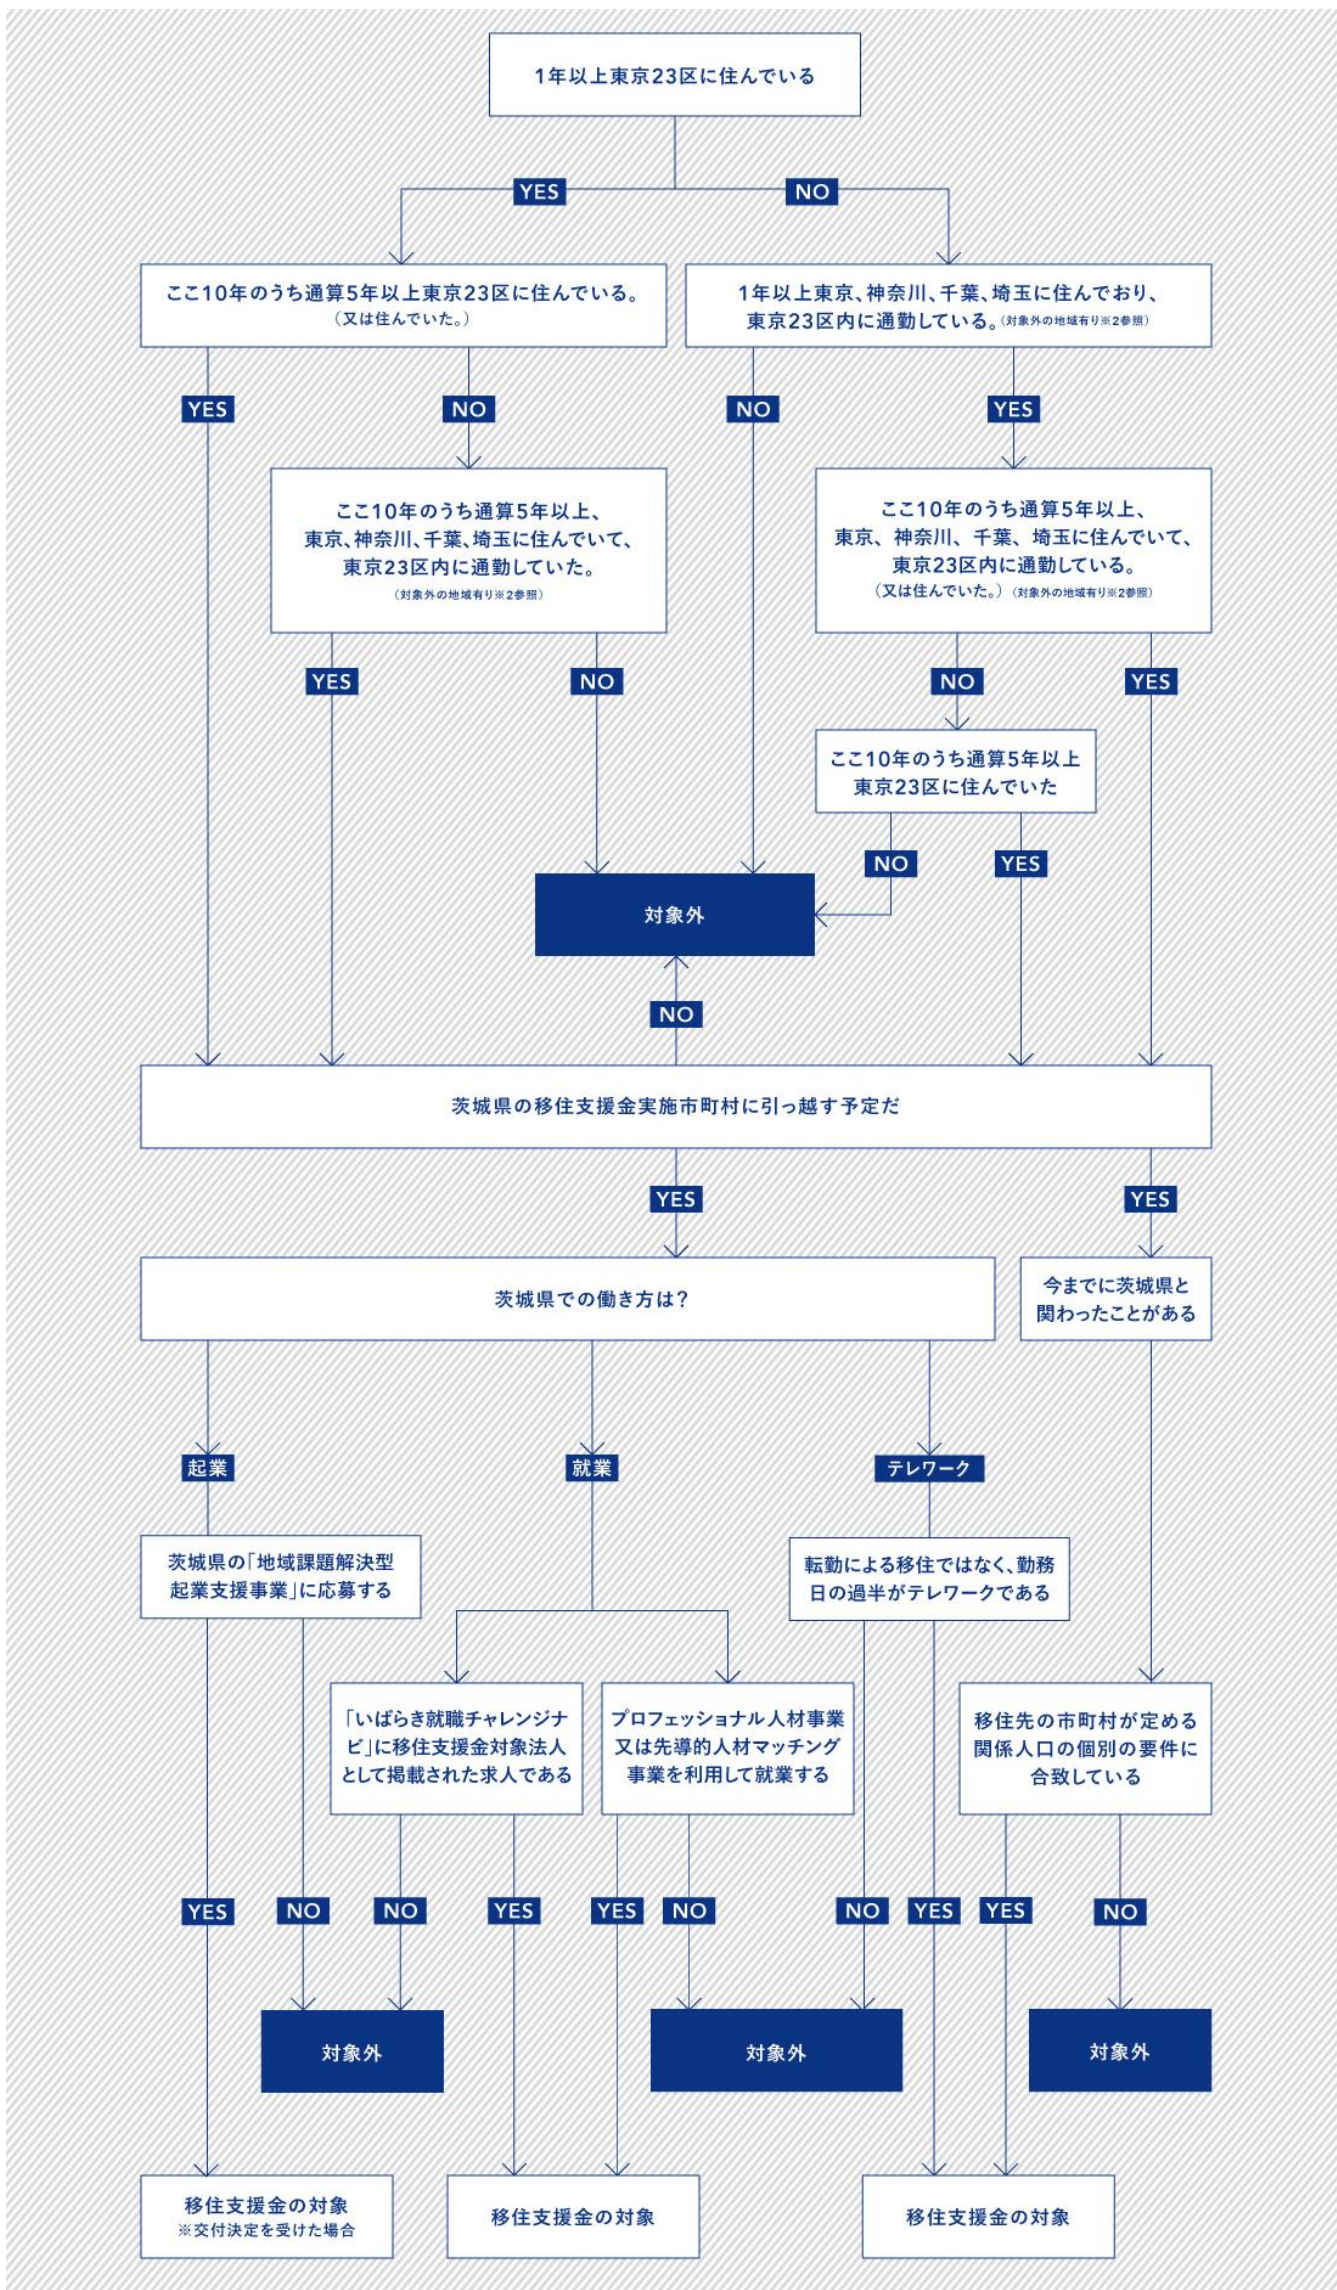 1年以上東京23区に住んでいる
YES
NO
ここ10年のうち通算5年以上東京23区に住んでいる。
（又は住んでいた。）
1年以上東京、神奈川、千葉、埼玉に住んでおり、
東京23区内に通勤している。（対象外の地域有り※2参照）
YES
NO
NO
YES
ここ10年のうち通算5年以上、
東京、神奈川、千葉、埼玉に住んでいて、
東京23区内に通勤していた。
（対象外の地域有り※2参照）
ここ10年のうち通算5年以上、
東京、神奈川、千葉、埼玉に住んでいて、
東京23区内に通勤している。
（又は住んでいた。）（対象外の地域有り※2参照）
YES
NO
NO
YES
ここ10年のうち通算5年以上
東京23区に住んでいた
NO
YES
対象外
NO
茨城県の移住支援金実施市町村に引っ越す予定だ
YES
YES
茨城県での働き方は？
今までに茨城県と
関わったことがある
起業
就業
テレワーク
茨城県の「地域課題解決型
起業支援事業」に応募する
転勤による移住ではなく、勤務
日の過半がテレワークである
「いばらき就職チャレンジナ
ビ」に移住支援金対象法人
として掲載された求人である
プロフェッショナル人材事業
又は先導的人材マッチング
事業を利用して就業する
移住先の市町村が定める
関係人口の個別の要件に
合致している
YES
NO
NO
YES
YES
NO
NO
YES
YES
NO
対象外
対象外
対象外
移住支援金の対象
※交付決定を受けた場合
移住支援金の対象
移住支援金の対象